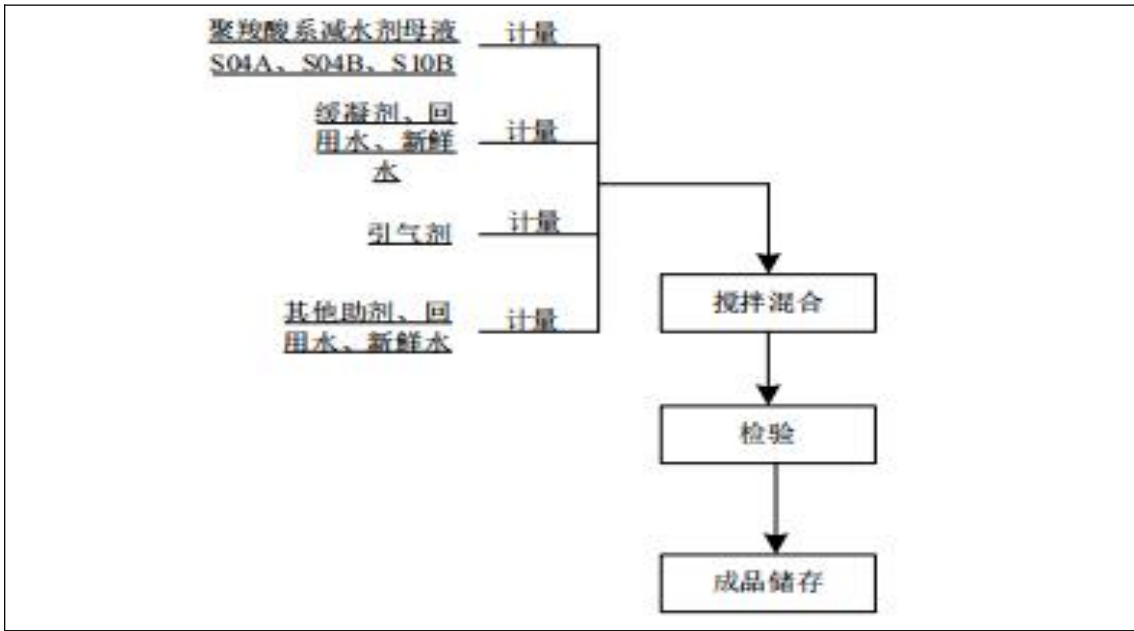 聚羧酸系减水剂母液
计量
S04A、S04B、S10B
缓凝剂、回
计量
用水、新鲜
水
引气剂
计量
其他助剂、回
计量
用水、新鲜水
搅拌混合
检验
成品储存